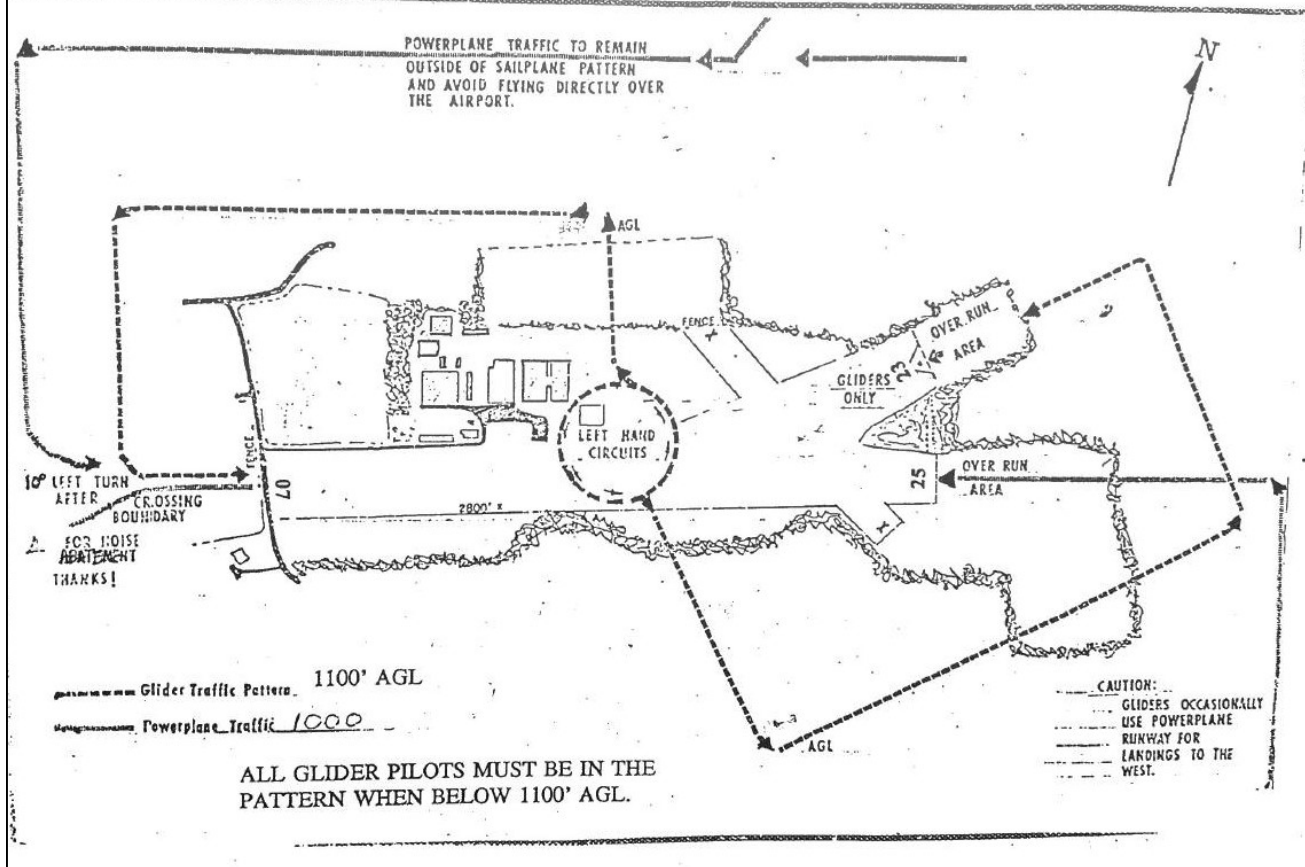 POWERPLANE TRAFFIC TO REMAIN
OUTSIDE OF SAILPLANE PATTERN
AND AVOID FLYING DIRECTLY OVER
THE AIRPORT.
N
AGL
FENCE
X
OVER RUN
AREA
23
GLIDERS
ONLY
LEFT HAND
CIRCUITS
FENCE
07
2800' X
25
OVER RUN
AREA
X
10° LEFT TURN
AFTER CROSSING
BOUNDARY
FOR NOISE
ABATEMENT
THANKS!
AGL
Glider Traffic Pattern 1100' AGL
Powerplane Traffic 1000
ALL GLIDER PILOTS MUST BE IN THE
PATTERN WHEN BELOW 1100' AGL.
CAUTION:
GLIDERS OCCASIONALLY
USE POWERPLANE
RUNWAY FOR
LANDINGS TO THE
WEST.